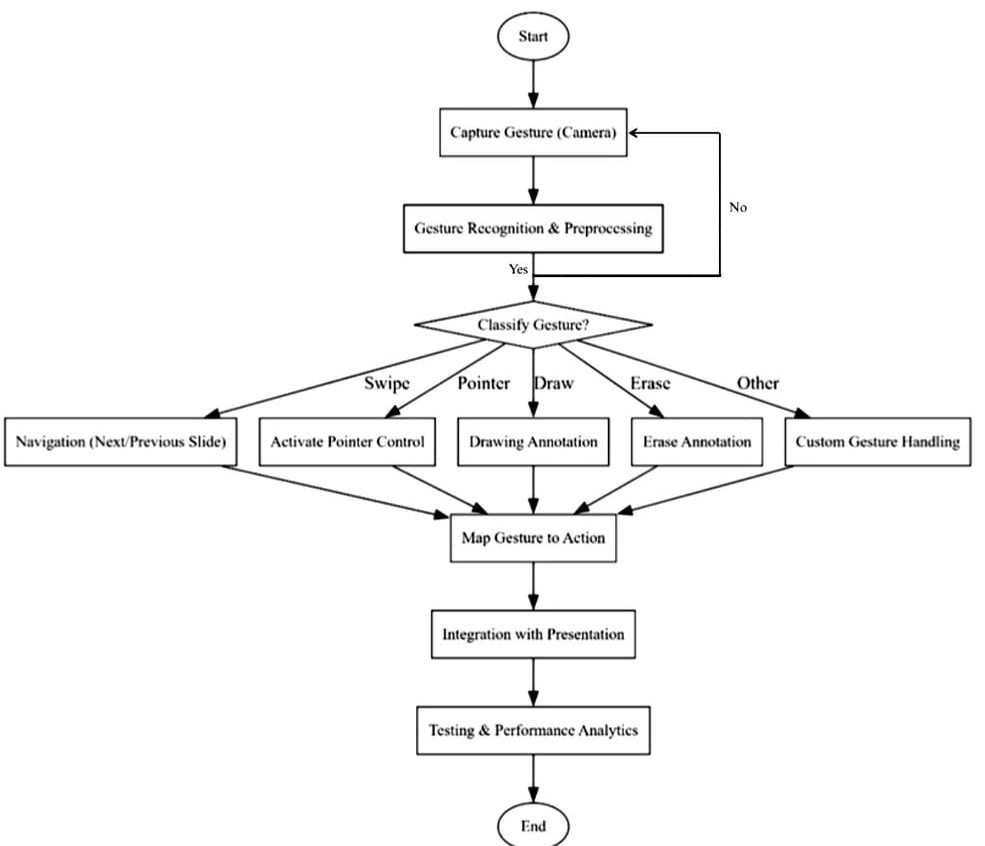 Start
Capture Gesture (Camera)
No
Gesture Recognition & Preprocessing
Yes
Classify Gesture?
Swipe
Pointer
Draw
Erase
Other
Navigation (Next/Previous Slide)
Activate Pointer Control
Drawing Annotation
Erase Annotation
Custom Gesture Handling
Map Gesture to Action
Integration with Presentation
Testing & Performance Analytics
End